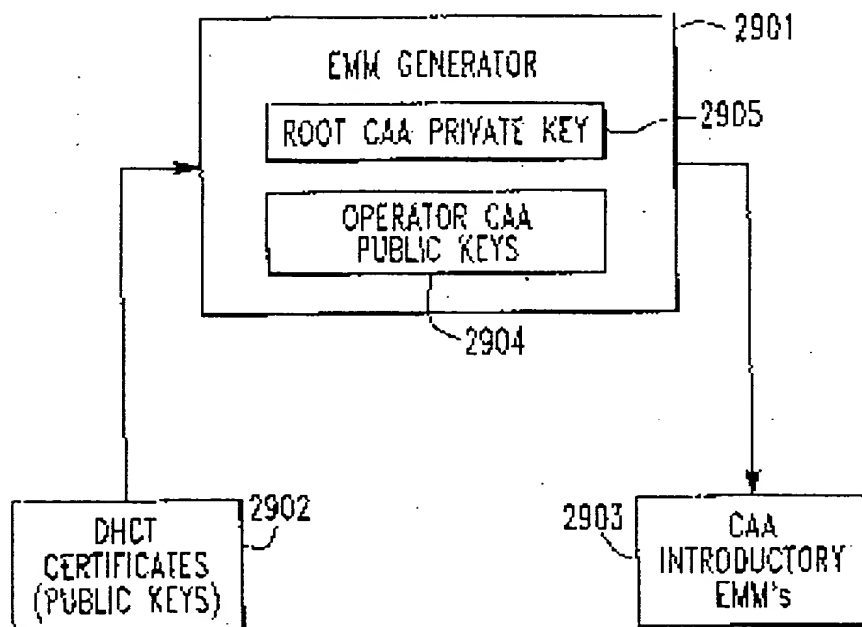 2901
EMM GENERATOR
ROOT CAA PRIVATE KEY
2905
OPERATOR CAA
PUBLIC KEYS
2904
DHCT
CERTIFICATES
(PUBLIC KEYS)
2902
2903
CAA
INTRODUCTORY
EMM's